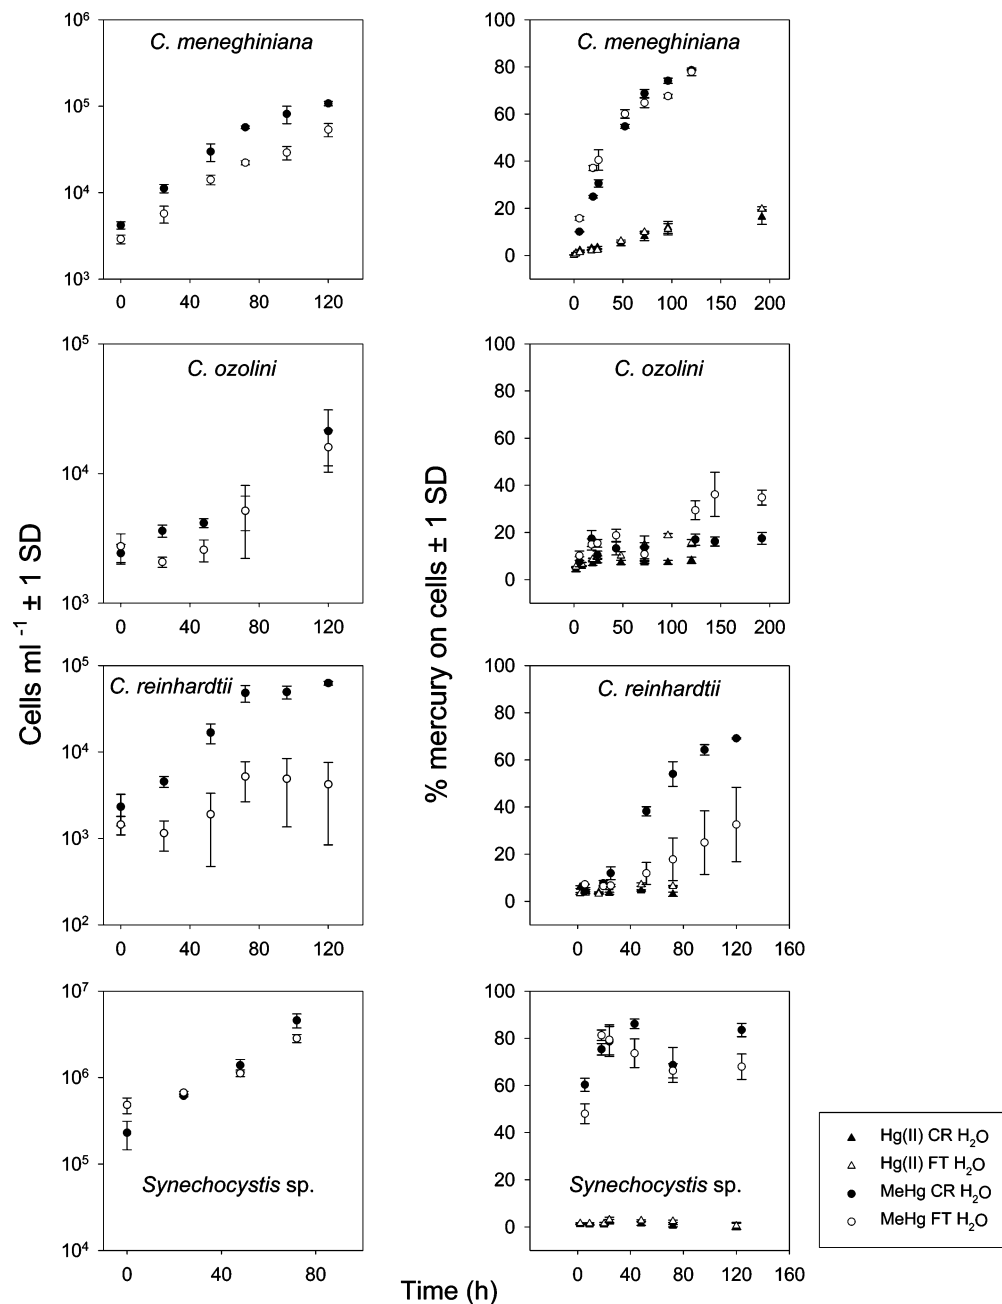 C. meneghiniana
10⁶
10⁵
10⁴
10³
0 40 80 120
C. meneghiniana
100
80
60
40
20
0
0 50 100 150 200
C. ozolini
10⁵
10⁴
10³
0 40 80 120
C. ozolini
100
80
60
40
20
0
0 50 100 150 200
C. reinhardtii
10⁵
10⁴
10³
10²
0 40 80 120
C. reinhardtii
100
80
60
40
20
0
0 40 80 120 160
Synechocystis sp.
10⁷
10⁶
10⁵
10⁴
0 40 80
Synechocystis sp.
100
80
60
40
20
0
0 40 80 120 160
Cells ml ⁻¹ ± 1 SD
% mercury on cells ± 1 SD
Time (h)
Hg(II) CR H₂O
Hg(II) FT H₂O
MeHg CR H₂O
MeHg FT H₂O